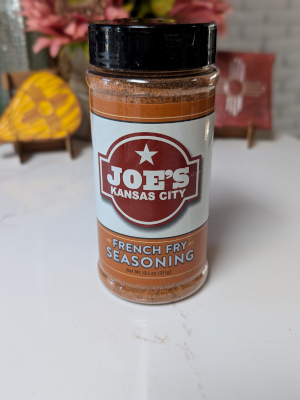 JOE'S
KANSAS CITY
FRENCH FRY
SEASONING